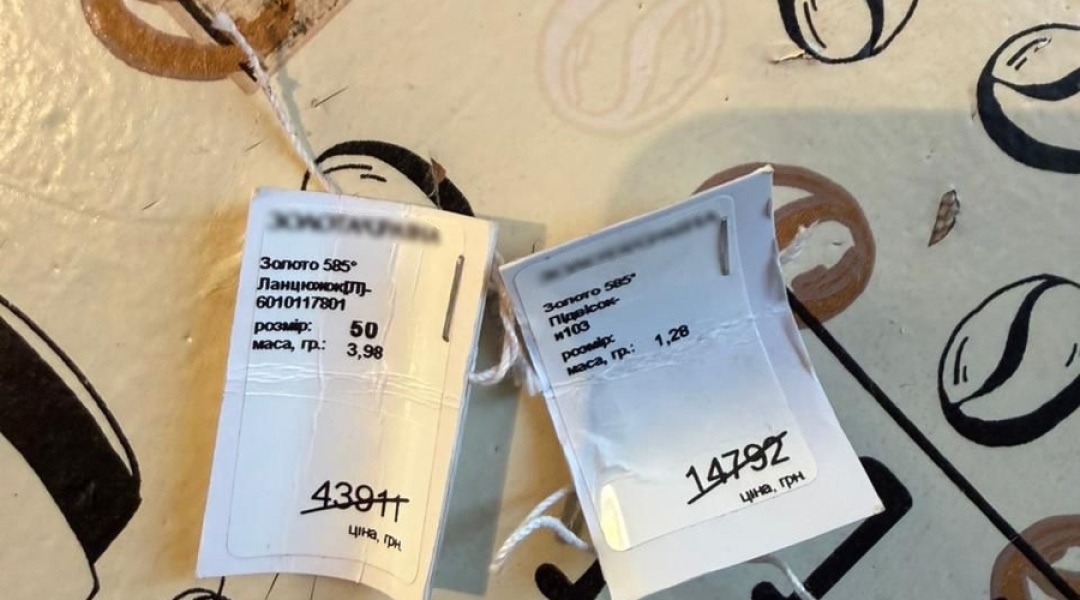 Золото 585°
Ланцюжок(Л)-
6010117801
розмір: 50
маса, гр.: 3,98
43911
ціна, грн.
Золото 585°
Підвісок-
и103
розмір:
маса, гр.: 1,28
14792
ціна, грн.